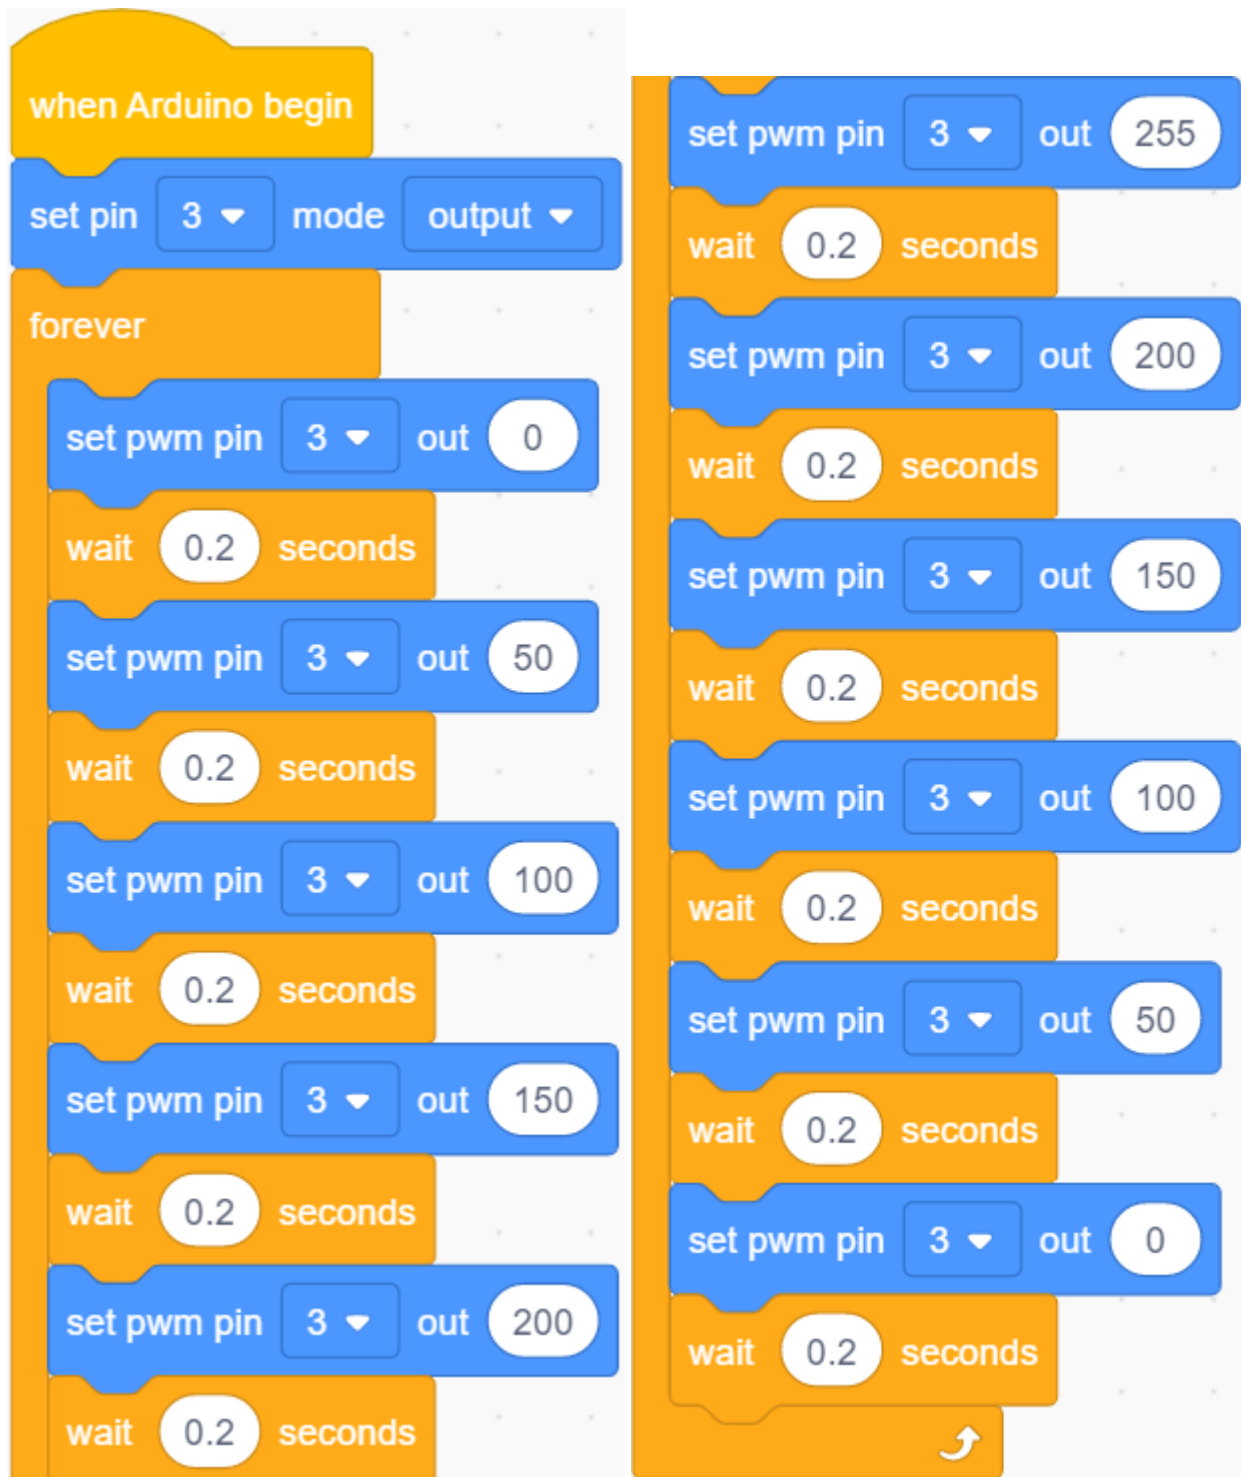 when Arduino begin
set pin 3 mode output
forever
set pwm pin 3 out 0
wait 0.2 seconds
set pwm pin 3 out 50
wait 0.2 seconds
set pwm pin 3 out 100
wait 0.2 seconds
set pwm pin 3 out 150
wait 0.2 seconds
set pwm pin 3 out 200
wait 0.2 seconds
set pwm pin 3 out 255
wait 0.2 seconds
set pwm pin 3 out 200
wait 0.2 seconds
set pwm pin 3 out 150
wait 0.2 seconds
set pwm pin 3 out 100
wait 0.2 seconds
set pwm pin 3 out 50
wait 0.2 seconds
set pwm pin 3 out 0
wait 0.2 seconds